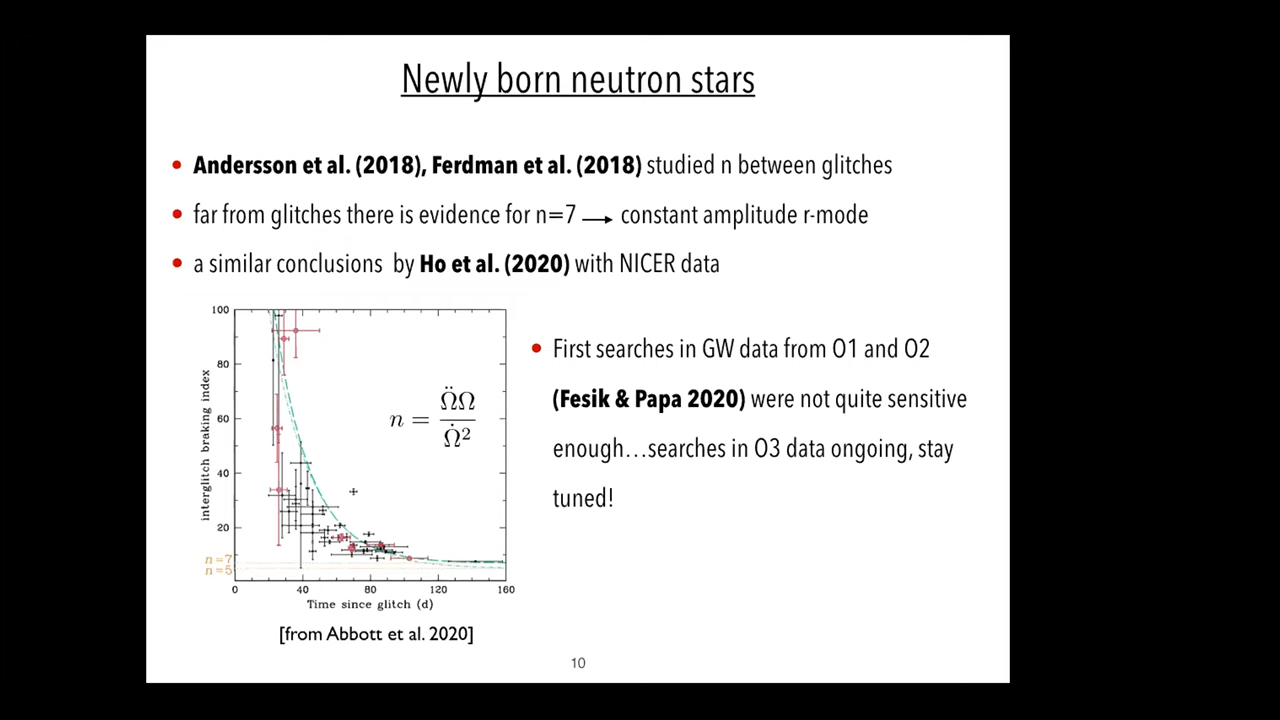 Newly born neutron stars
• Andersson et al. (2018), Ferdman et al. (2018) studied n between glitches
• far from glitches there is evidence for n=7 → constant amplitude r-mode
• a similar conclusions by Ho et al. (2020) with NICER data
100
80
60
40
20
n=7
n=5
interglitch braking index
n = Ω̈Ω / Ω̇²
0 40 80 120 160
Time since glitch (d)
[from Abbott et al. 2020]
• First searches in GW data from O1 and O2
(Fesik & Papa 2020) were not quite sensitive
enough...searches in O3 data ongoing, stay
tuned!
10